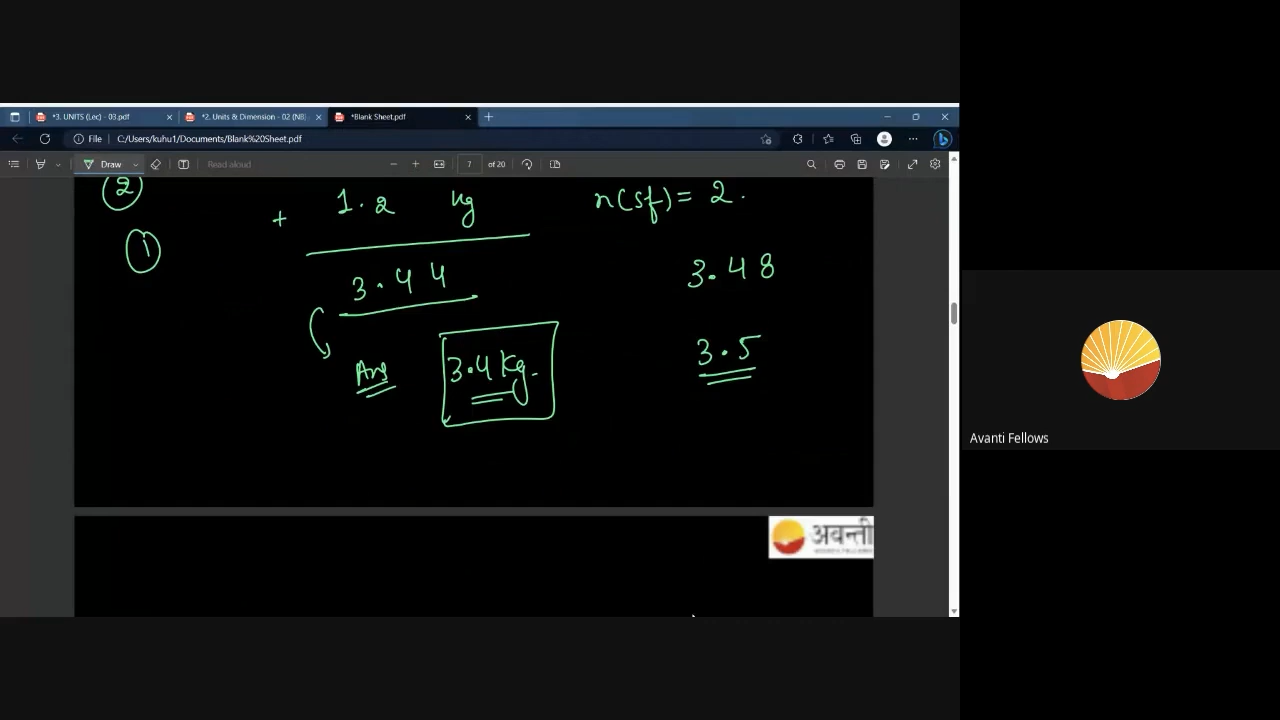 *3. UNITS (Lec) - 03.pdf
*2. Units & Dimension - 02 (NB)
*Blank Sheet.pdf
File
C:/Users/kuhu1/Documents/Blank%20Sheet.pdf
Draw
Read aloud
7
of 20
2
+ 1.2 kg
n(sf) = 2.
1
3.44
3.48
Ans
3.4 Kg.
3.5
अवन्ती
Avanti Fellows